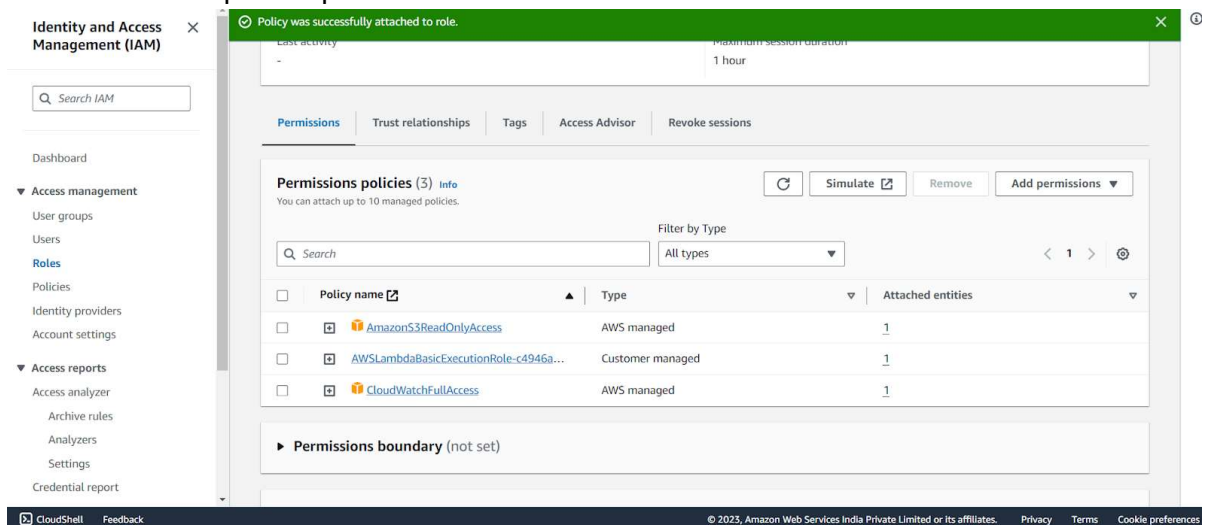 Identity and Access Management (IAM)
Search IAM
Dashboard
Access management
User groups
Users
Roles
Policies
Identity providers
Account settings
Access reports
Access analyzer
Archive rules
Analyzers
Settings
Credential report
Policy was successfully attached to role.
Last activity
-
Maximum session duration
1 hour
Permissions Trust relationships Tags Access Advisor Revoke sessions
Permissions policies (3) Info
You can attach up to 10 managed policies.
Simulate Remove Add permissions
Filter by Type
Search All types 1
Policy name Type Attached entities
AmazonS3ReadOnlyAccess AWS managed 1
AWSLambdaBasicExecutionRole-c4946a... Customer managed 1
CloudWatchFullAccess AWS managed 1
Permissions boundary (not set)
CloudShell Feedback © 2023, Amazon Web Services India Private Limited or its affiliates. Privacy Terms Cookie preferences